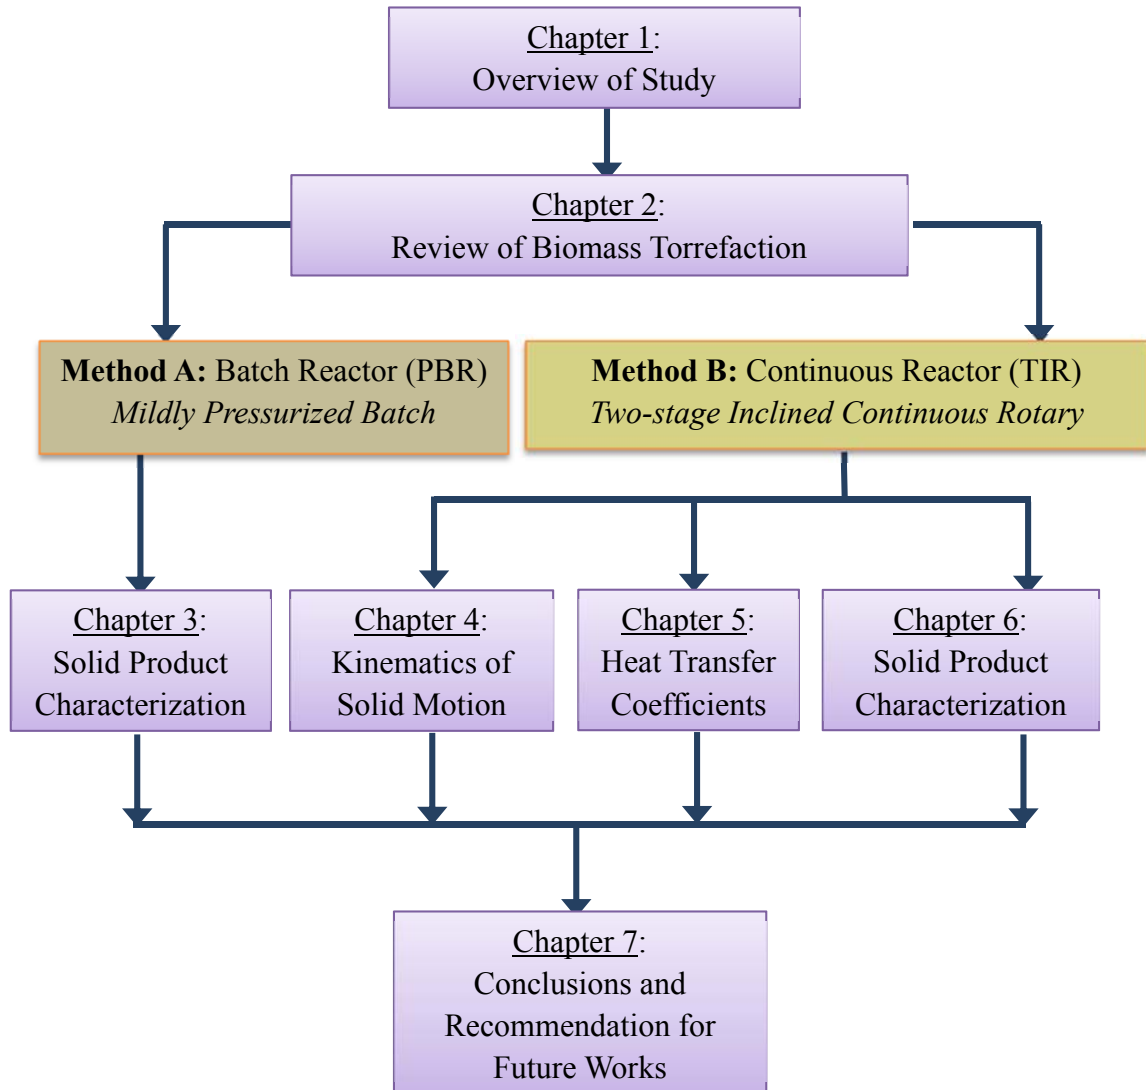 Chapter 1:
Overview of Study
Chapter 2:
Review of Biomass Torrefaction
Method A: Batch Reactor (PBR)
Mildly Pressurized Batch
Method B: Continuous Reactor (TIR)
Two-stage Inclined Continuous Rotary
Chapter 3:
Solid Product
Characterization
Chapter 4:
Kinematics of
Solid Motion
Chapter 5:
Heat Transfer
Coefficients
Chapter 6:
Solid Product
Characterization
Chapter 7:
Conclusions and
Recommendation for
Future Works